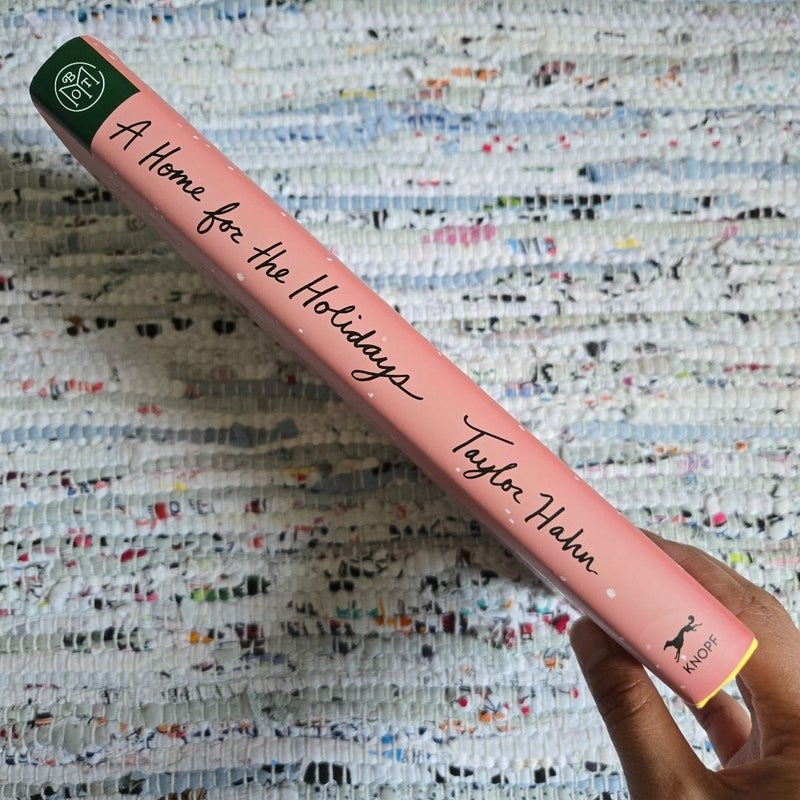 BOTM
A Home for the Holidays
Taylor Hahn
KNOPF